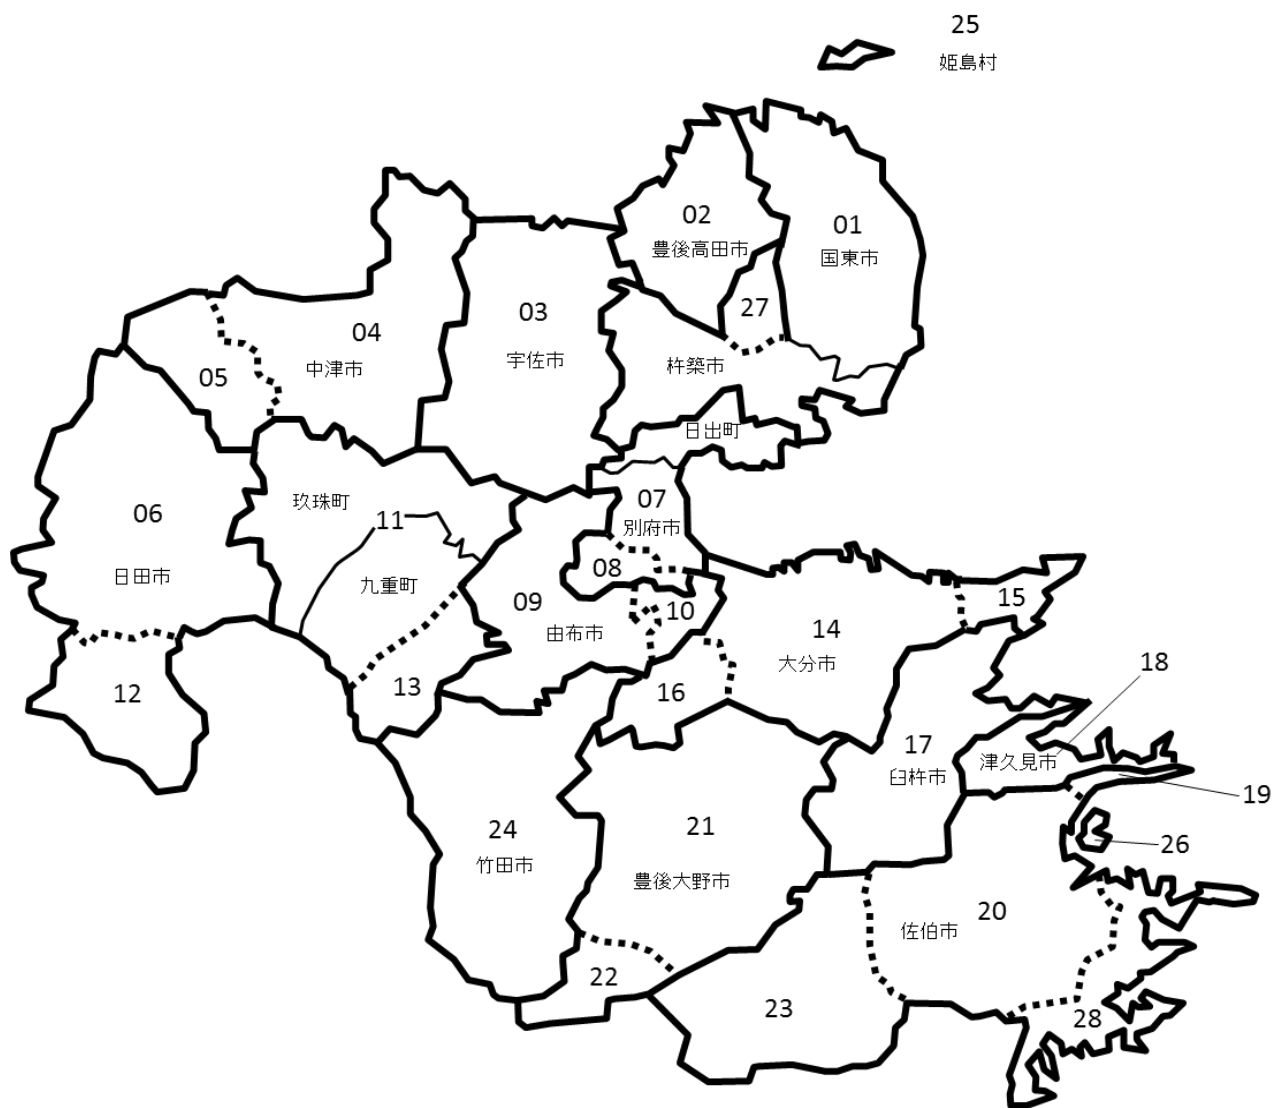 25
姫島村
02
豊後高田市
01
国東市
27
03
宇佐市
04
中津市
杵築市
05
日出町
06
日田市
玖珠町
11
九重町
07
別府市
08
09
由布市
10
14
大分市
15
12
13
16
17
臼杵市
18
津久見市
19
24
竹田市
21
豊後大野市
26
20
佐伯市
22
23
28